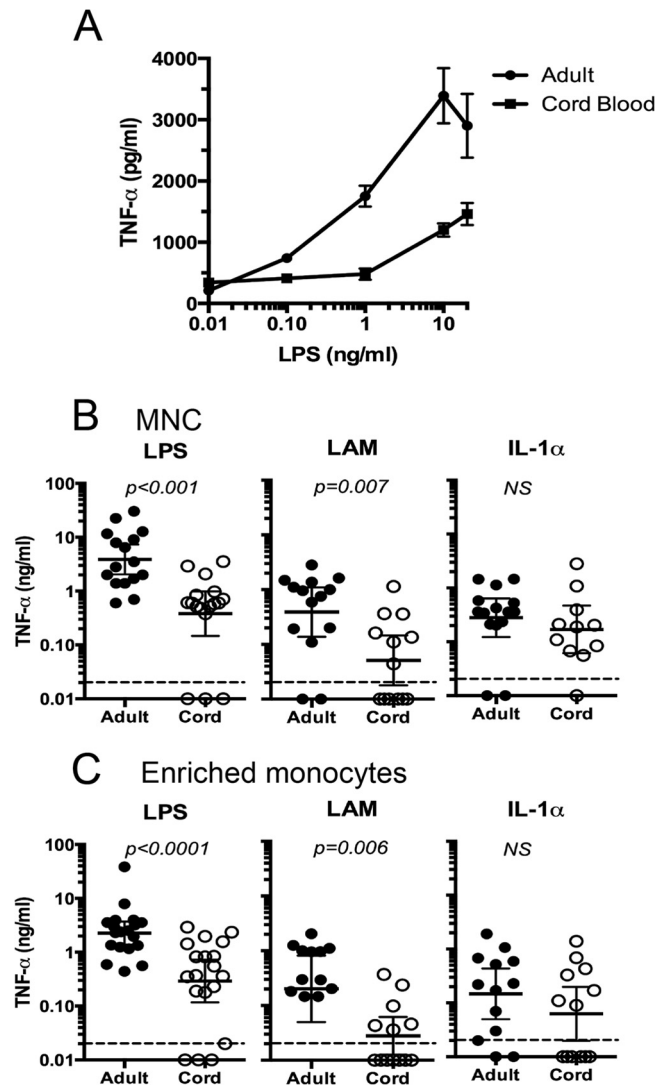 A
4000
3000
2000
1000
0
TNF-α (pg/ml)
0.01 0.10 1 10
LPS (ng/ml)
Adult
Cord Blood
B MNC
LPS LAM IL-1α
p<0.001 p=0.007 NS
100
10
1
0.10
0.01
TNF-α (ng/ml)
Adult Cord Adult Cord Adult Cord
C Enriched monocytes
LPS LAM IL-1α
p<0.0001 p=0.006 NS
100
10
1
0.10
0.01
TNF-α (ng/ml)
Adult Cord Adult Cord Adult Cord